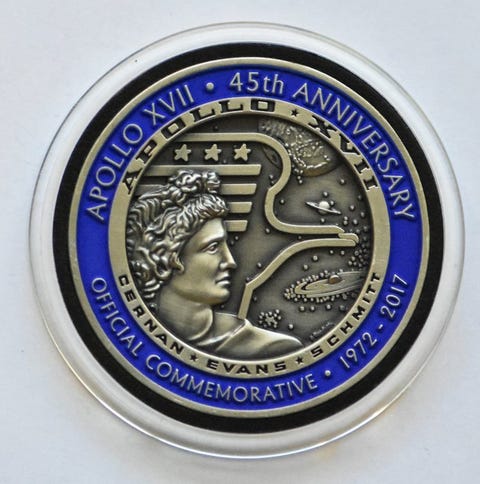 APOLLO XVII • 45th ANNIVERSARY
OFFICIAL COMMEMORATIVE • 1972 - 2017
APOLLO ★ XVII
CERNAN ★ EVANS ★ SCHMITT